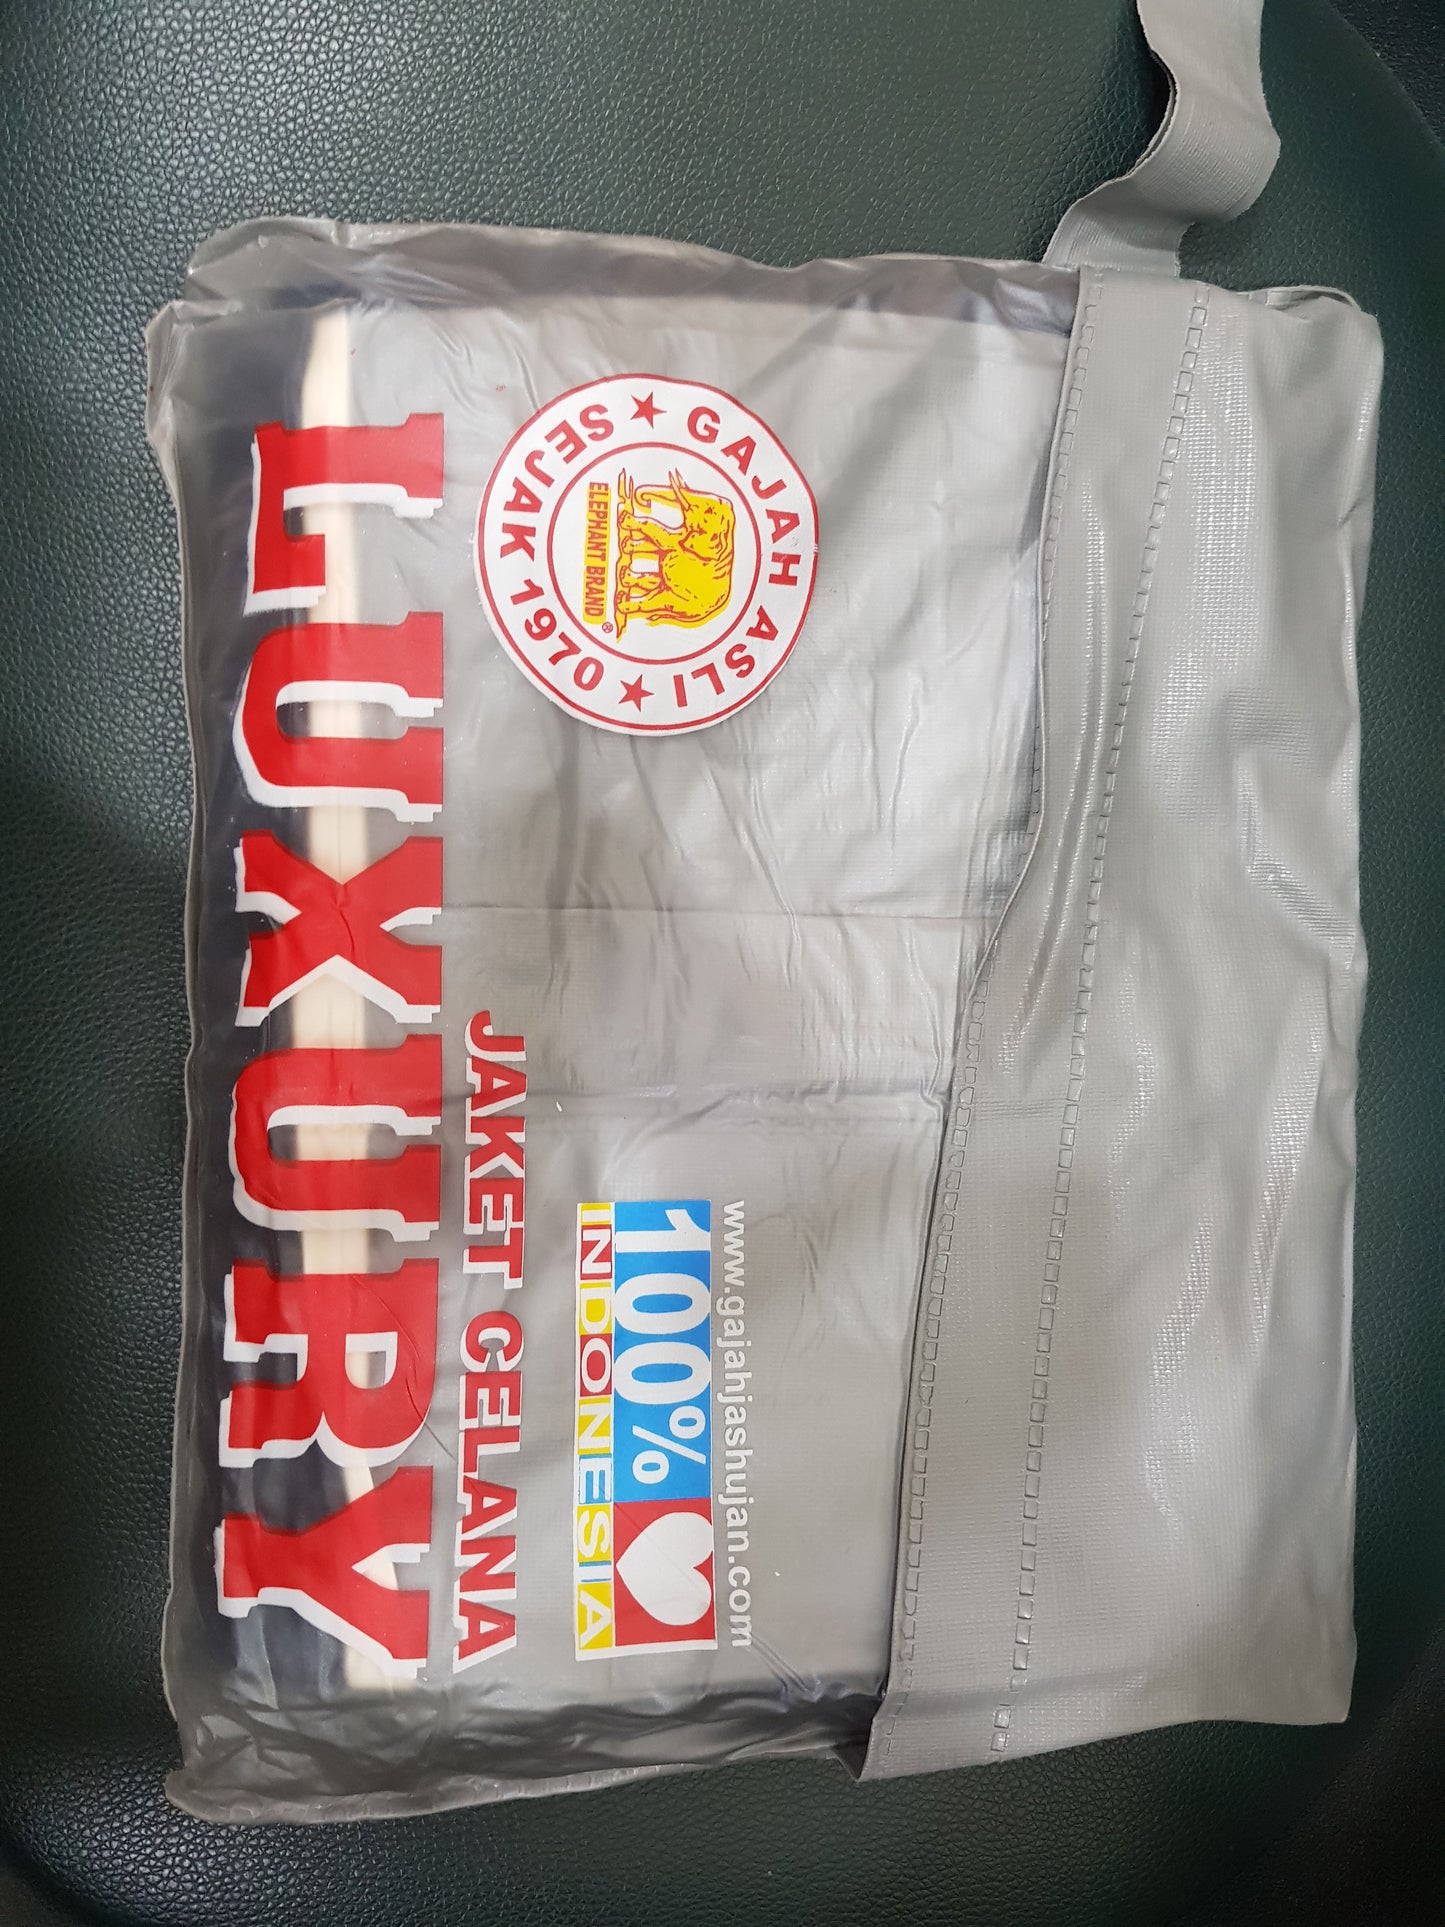 GAJAH ASLI
ELEPHANT BRAND ®
SEJAK 1970
www.gajahjashujan.com
100%
INDONESIA
JAKET CELANA
LUXURY